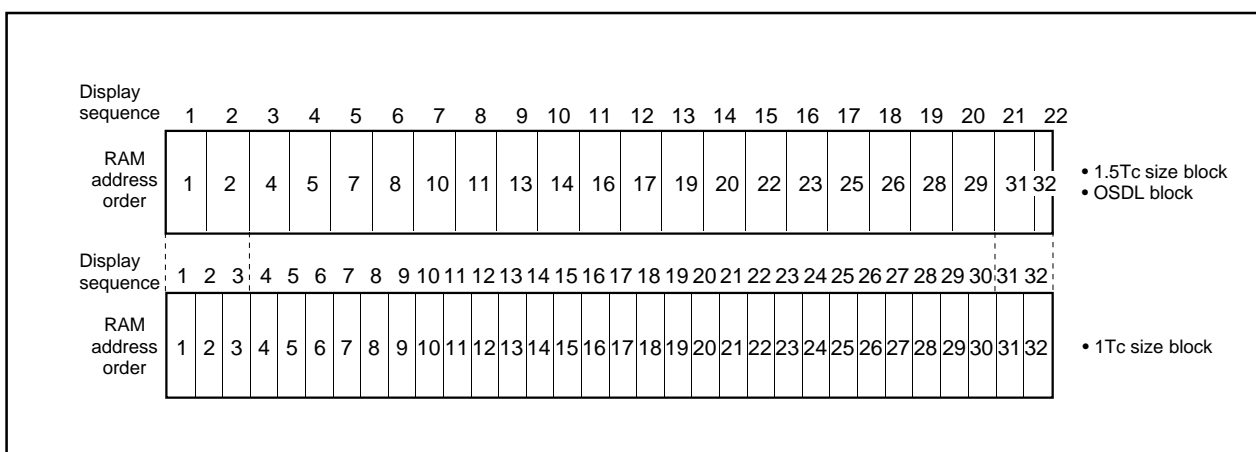 Display
sequence 1 2 3 4 5 6 7 8 9 10 11 12 13 14 15 16 17 18 19 20 21 22
RAM
address
order
1 2 4 5 7 8 10 11 13 14 16 17 19 20 22 23 25 26 28 29 31 32
• 1.5Tc size block
• OSDL block
Display
sequence 1 2 3 4 5 6 7 8 9 10 11 12 13 14 15 16 17 18 19 20 21 22 23 24 25 26 27 28 29 30 31 32
RAM
address
order
1 2 3 4 5 6 7 8 9 10 11 12 13 14 15 16 17 18 19 20 21 22 23 24 25 26 27 28 29 30 31 32
• 1Tc size block